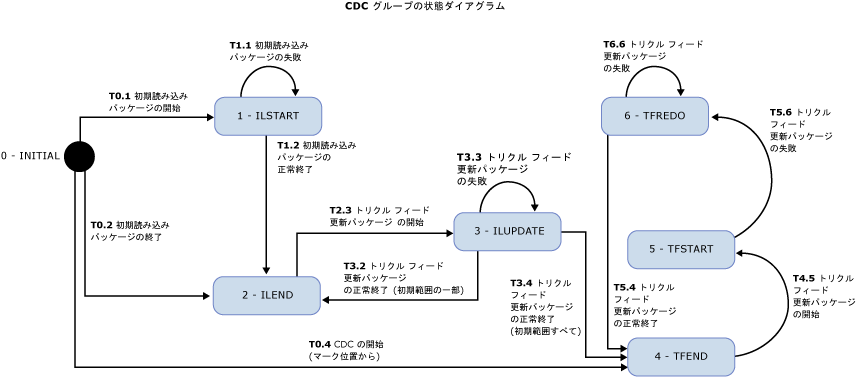 CDC グループの状態ダイアグラム
T1.1 初期読み込み
パッケージの失敗
T6.6 トリクル フィード
更新パッケージ
の失敗
T0.1 初期読み込み
パッケージの開始
1 - ILSTART
6 - TFREDO
T5.6 トリクル
フィード
更新パッケージ
の失敗
0 - INITIAL
T1.2 初期読み込み
パッケージの
正常終了
T3.3 トリクル フィード
更新パッケージ
の失敗
T0.2 初期読み込み
パッケージの終了
T2.3 トリクル フィード
更新パッケージ の開始
3 - ILUPDATE
5 - TFSTART
T3.2 トリクル フィード
更新パッケージ
の正常終了 (初期範囲の一部)
2 - ILEND
T3.4 トリクル
フィード
更新パッケージ
の正常終了
(初期範囲すべて)
T5.4 トリクル
フィード
更新パッケージ
の正常終了
T4.5 トリクル
フィード
更新パッケージ
の開始
T0.4 CDC の開始
(マーク位置から)
4 - TFEND